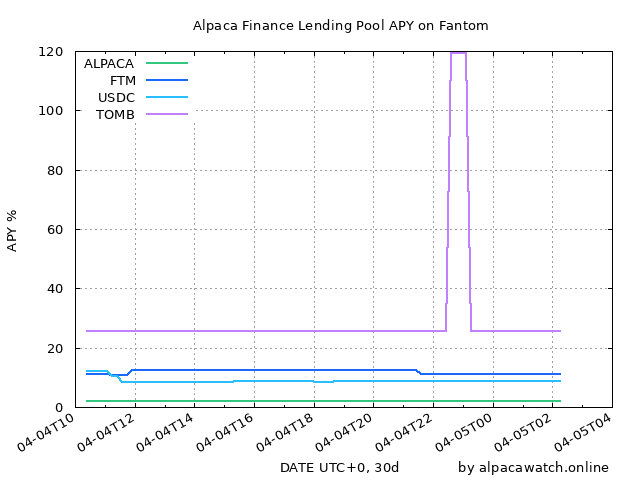 Alpaca Finance Lending Pool APY on Fantom
120
100
80
60
40
20
0
APY %
ALPACA
FTM
USDC
TOMB
04-04T10
04-04T12
04-04T14
04-04T16
04-04T18
04-04T20
04-04T22
04-05T00
04-05T02
04-05T04
DATE UTC+0, 30d
by alpacawatch.online